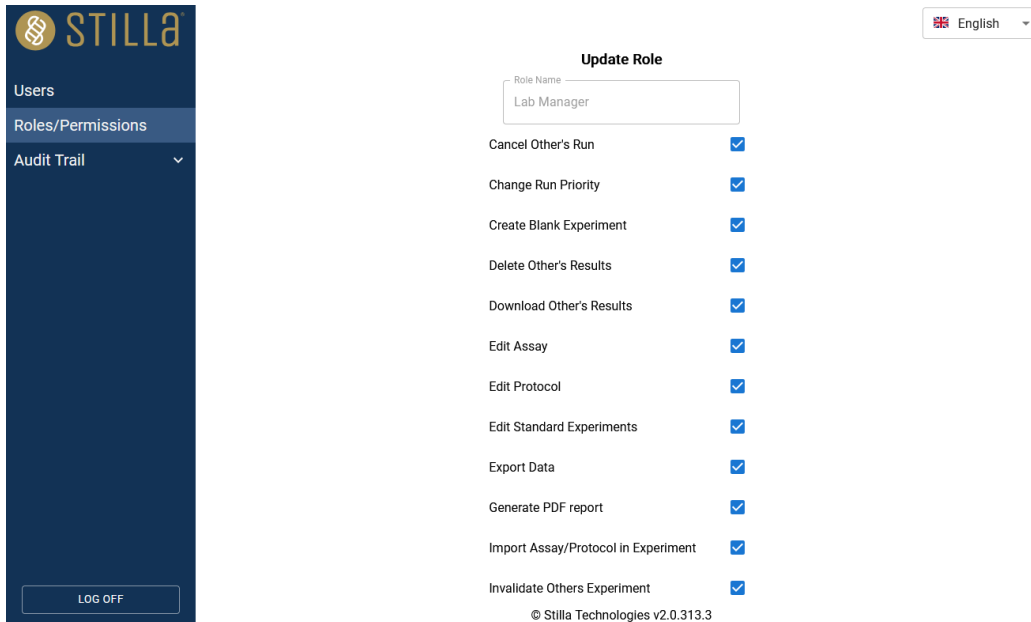 STILLA
English
Users
Roles/Permissions
Audit Trail
LOG OFF
Update Role
Role Name
Lab Manager
Cancel Other's Run
Change Run Priority
Create Blank Experiment
Delete Other's Results
Download Other's Results
Edit Assay
Edit Protocol
Edit Standard Experiments
Export Data
Generate PDF report
Import Assay/Protocol in Experiment
Invalidate Others Experiment
© Stilla Technologies v2.0.313.3